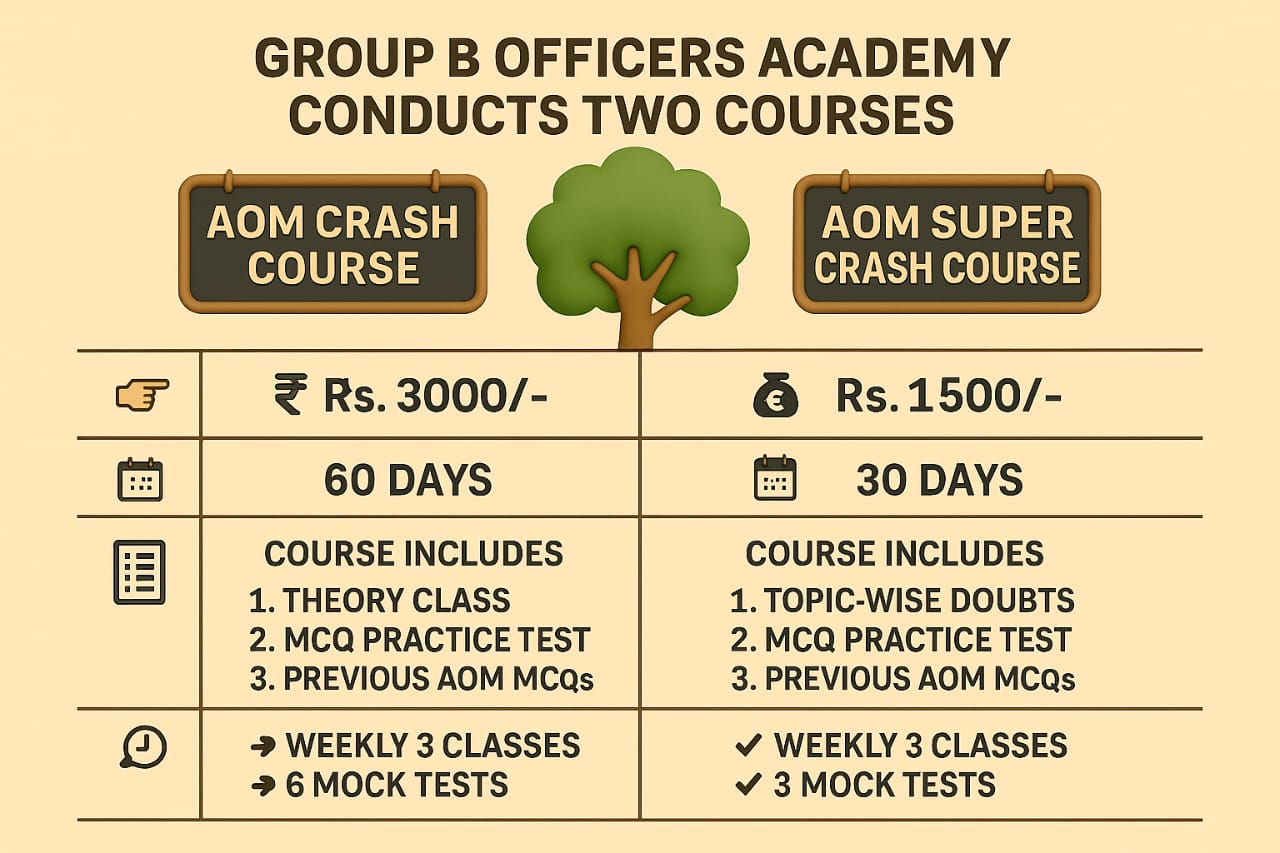 GROUP B OFFICERS ACADEMY
CONDUCTS TWO COURSES
AOM CRASH
COURSE
AOM SUPER
CRASH COURSE
₹ Rs. 3000/-
€ Rs. 1500/-
60 DAYS
30 DAYS
COURSE INCLUDES
1. THEORY CLASS
2. MCQ PRACTICE TEST
3. PREVIOUS AOM MCQs
COURSE INCLUDES
1. TOPIC-WISE DOUBTS
2. MCQ PRACTICE TEST
3. PREVIOUS AOM MCQs
➔ WEEKLY 3 CLASSES
➔ 6 MOCK TESTS
✓ WEEKLY 3 CLASSES
✓ 3 MOCK TESTS